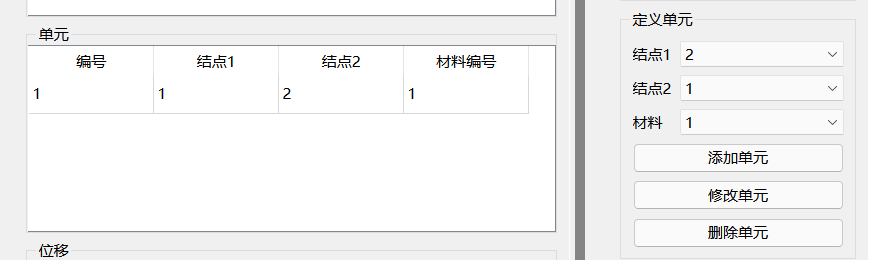 单元
编号 结点1 结点2 材料编号
1 1 2 1
位移
定义单元
结点1 2
结点2 1
材料 1
添加单元
修改单元
删除单元